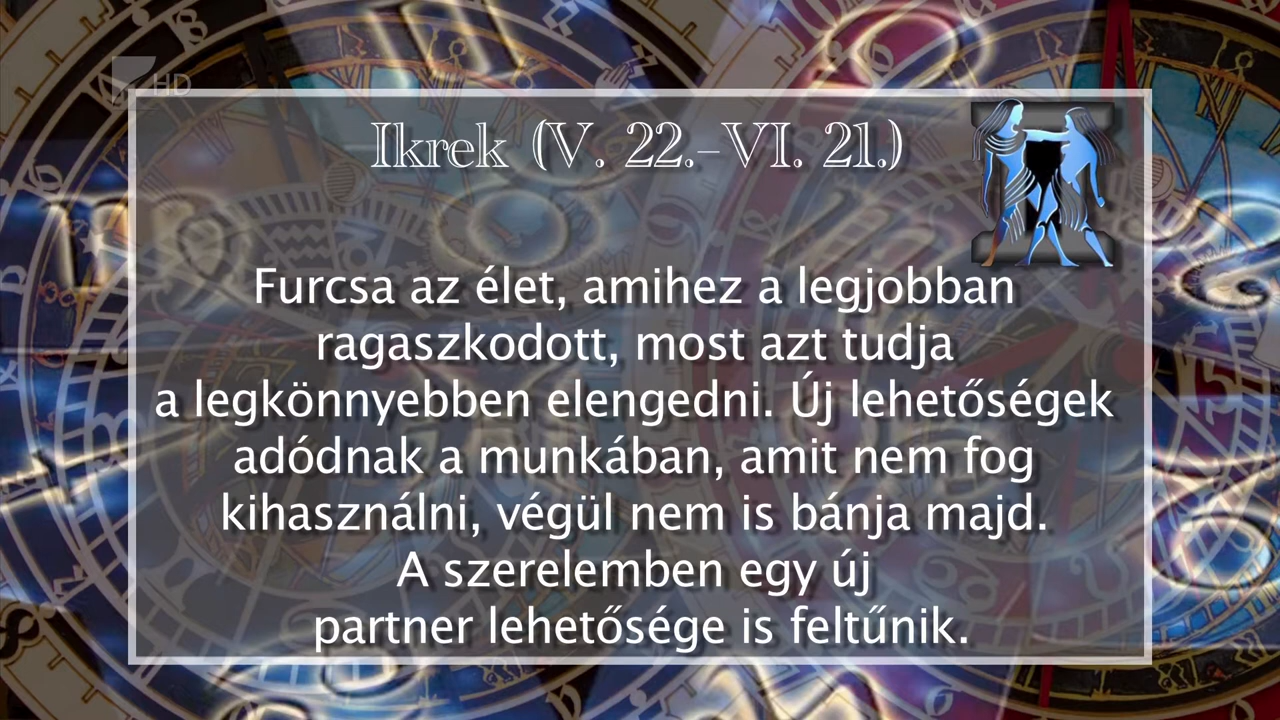 HD
Ikrek (V. 22.-VI. 21.)
Furcsa az élet, amihez a legjobban
ragaszkodott, most azt tudja
a legkönnyebben elengedni. Új lehetőségek
adódnak a munkában, amit nem fog
kihasználni, végül nem is bánja majd.
A szerelemben egy új
partner lehetősége is feltűnik.